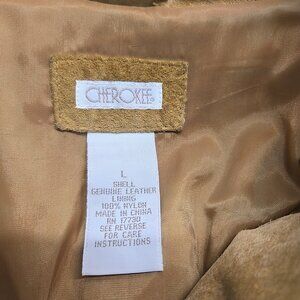 CHEROKEE
L
SHELL
GENUINE LEATHER
LINING
100% NYLON
MADE IN CHINA
RN 17730
SEE REVERSE
FOR CARE
INSTRUCTIONS